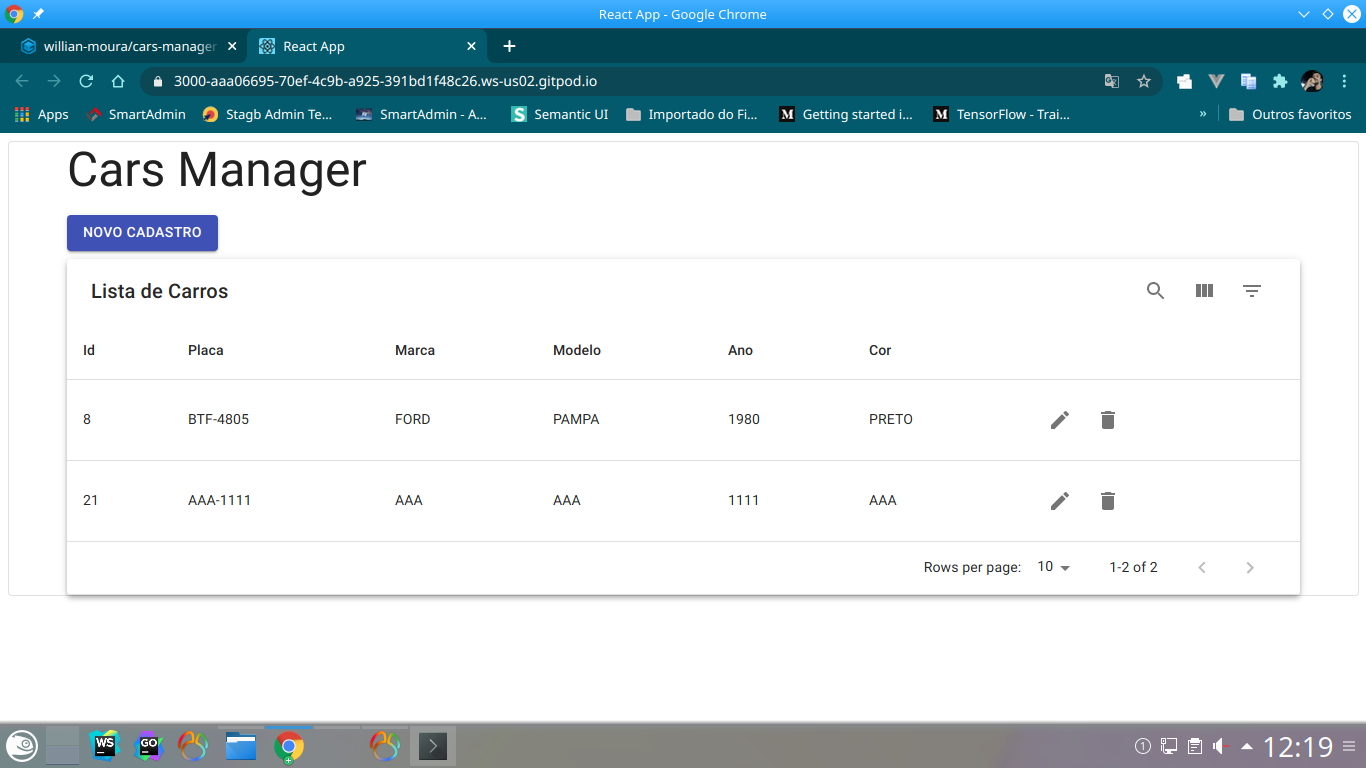 React App - Google Chrome
willian-moura/cars-manager
React App
3000-aaa06695-70ef-4c9b-a925-391bd1f48c26.ws-us02.gitpod.io
Apps SmartAdmin Stagb Admin Te... SmartAdmin - A... S Semantic UI Importado do Fi... M Getting started i... M TensorFlow - Trai... » Outros favoritos
Cars Manager
NOVO CADASTRO
Lista de Carros
Id Placa Marca Modelo Ano Cor
8 BTF-4805 FORD PAMPA 1980 PRETO
21 AAA-1111 AAA AAA 1111 AAA
Rows per page: 10 1-2 of 2
WS GO 1 12:19